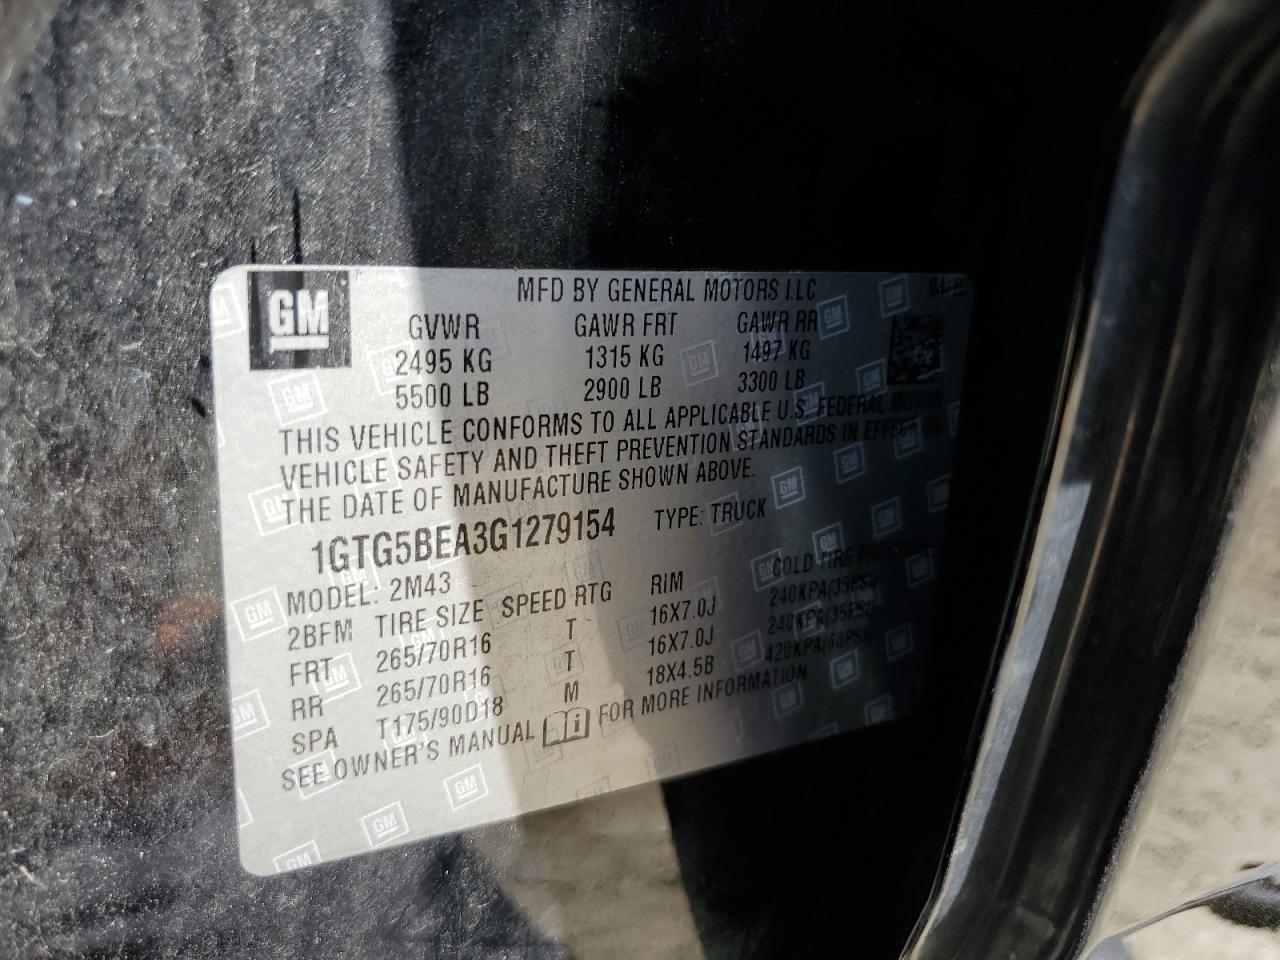 GM
MFD BY GENERAL MOTORS LLC
GVWR GAWR FRT GAWR RR
2495 KG 1315 KG 1497 KG
5500 LB 2900 LB 3300 LB
THIS VEHICLE CONFORMS TO ALL APPLICABLE U.S. FEDERAL MOTOR
VEHICLE SAFETY AND THEFT PREVENTION STANDARDS IN EFFECT ON
THE DATE OF MANUFACTURE SHOWN ABOVE.
1GTG5BEA3G1279154 TYPE: TRUCK
MODEL: 2M43
2BFM TIRE SIZE SPEED RTG RIM COLD TIRE PRESSURE
FRT 265/70R16 T 16X7.0J 240KPA(35PSI)
RR 265/70R16 T 16X7.0J 240KPA(35PSI)
SPA T175/90D18 M 18X4.5B 420KPA(60PSI)
SEE OWNER'S MANUAL FOR MORE INFORMATION